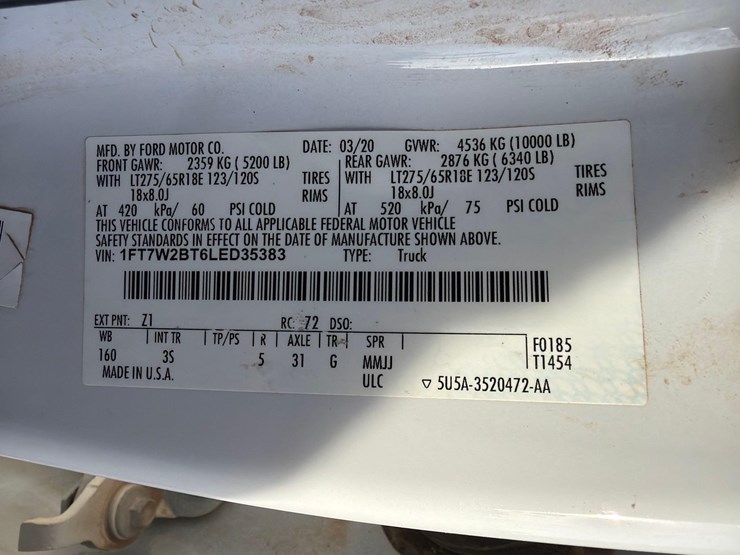 MFD. BY FORD MOTOR CO. DATE: 03/20 GVWR: 4536 KG (10000 LB)
FRONT GAWR: 2359 KG ( 5200 LB) REAR GAWR: 2876 KG ( 6340 LB)
WITH LT275/65R18E 123/120S TIRES WITH LT275/65R18E 123/120S TIRES
18x8.0J RIMS 18x8.0J RIMS
AT 420 kPa/ 60 PSI COLD AT 520 kPa/ 75 PSI COLD
THIS VEHICLE CONFORMS TO ALL APPLICABLE FEDERAL MOTOR VEHICLE
SAFETY STANDARDS IN EFFECT ON THE DATE OF MANUFACTURE SHOWN ABOVE.
VIN: 1FT7W2BT6LED35383 TYPE: Truck
EXT PNT: Z1 RC: 72 DSO:
WB INT TR TP/PS R AXLE TR SPR F0185
160 3S 5 31 G MMJJ T1454
MADE IN U.S.A. ULC ▽ 5U5A-3520472-AA